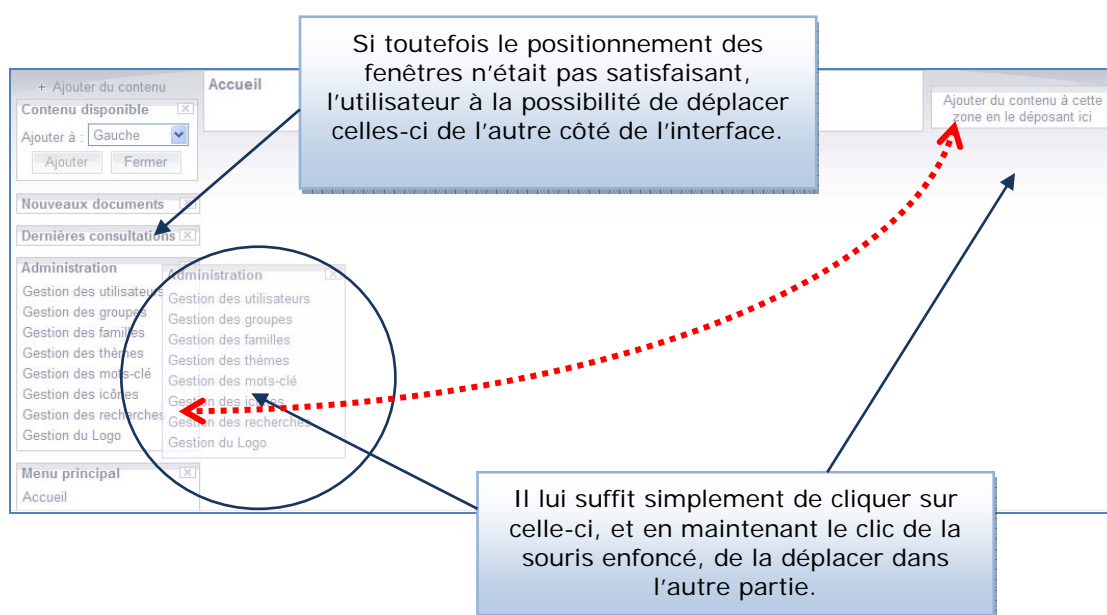 Si toutefois le positionnement des
fenêtres n'était pas satisfaisant,
l'utilisateur à la possibilité de déplacer
celles-ci de l'autre côté de l'interface.
+ Ajouter du contenu
Contenu disponible
Ajouter à : Gauche
Ajouter Fermer
Nouveaux documents
Dernières consultations
Administration
Gestion des utilisateurs
Gestion des groupes
Gestion des familles
Gestion des thèmes
Gestion des mots-clé
Gestion des icônes
Gestion des recherches
Gestion du Logo
Menu principal
Accueil
Administration
Gestion des utilisateurs
Gestion des groupes
Gestion des familles
Gestion des thèmes
Gestion des mots-clé
Gestion des icônes
Gestion des recherches
Gestion du Logo
Accueil
Ajouter du contenu à cette
zone en le déposant ici
Il lui suffit simplement de cliquer sur
celle-ci, et en maintenant le clic de la
souris enfoncé, de la déplacer dans
l'autre partie.